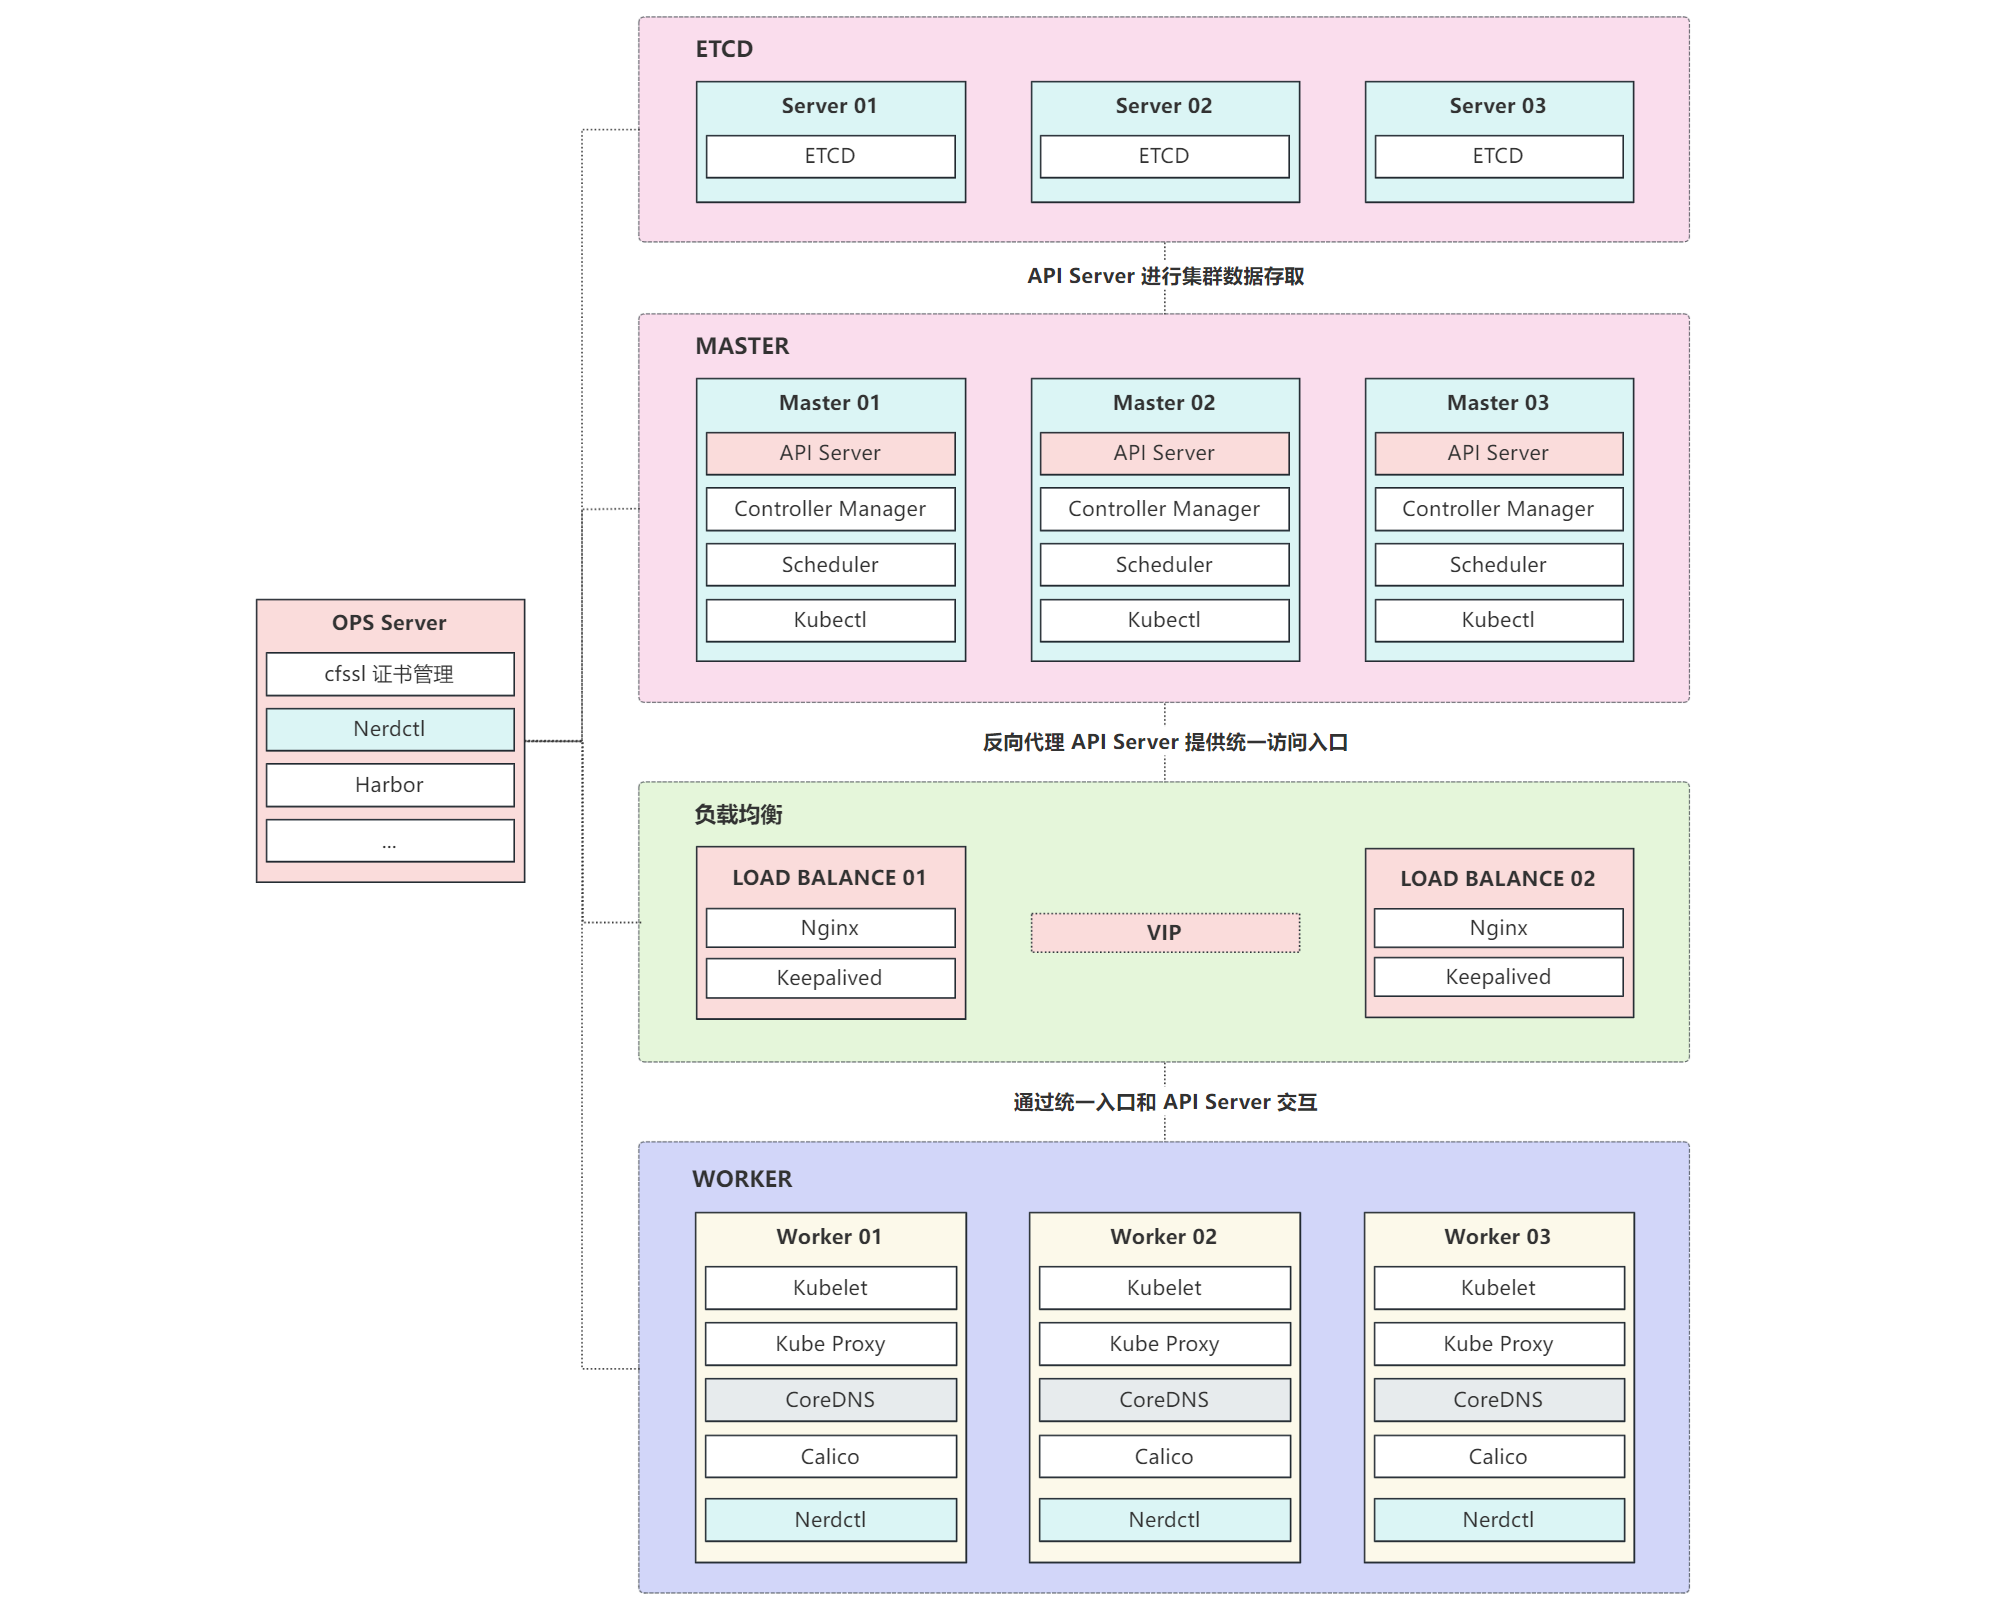 ETCD
Server 01
ETCD
Server 02
ETCD
Server 03
ETCD
API Server 进行集群数据存取
MASTER
Master 01
API Server
Controller Manager
Scheduler
Kubectl
Master 02
API Server
Controller Manager
Scheduler
Kubectl
Master 03
API Server
Controller Manager
Scheduler
Kubectl
OPS Server
cfssl 证书管理
Nerdctl
Harbor
...
反向代理 API Server 提供统一访问入口
负载均衡
LOAD BALANCE 01
Nginx
Keepalived
VIP
LOAD BALANCE 02
Nginx
Keepalived
通过统一入口和 API Server 交互
WORKER
Worker 01
Kubelet
Kube Proxy
CoreDNS
Calico
Nerdctl
Worker 02
Kubelet
Kube Proxy
CoreDNS
Calico
Nerdctl
Worker 03
Kubelet
Kube Proxy
CoreDNS
Calico
Nerdctl